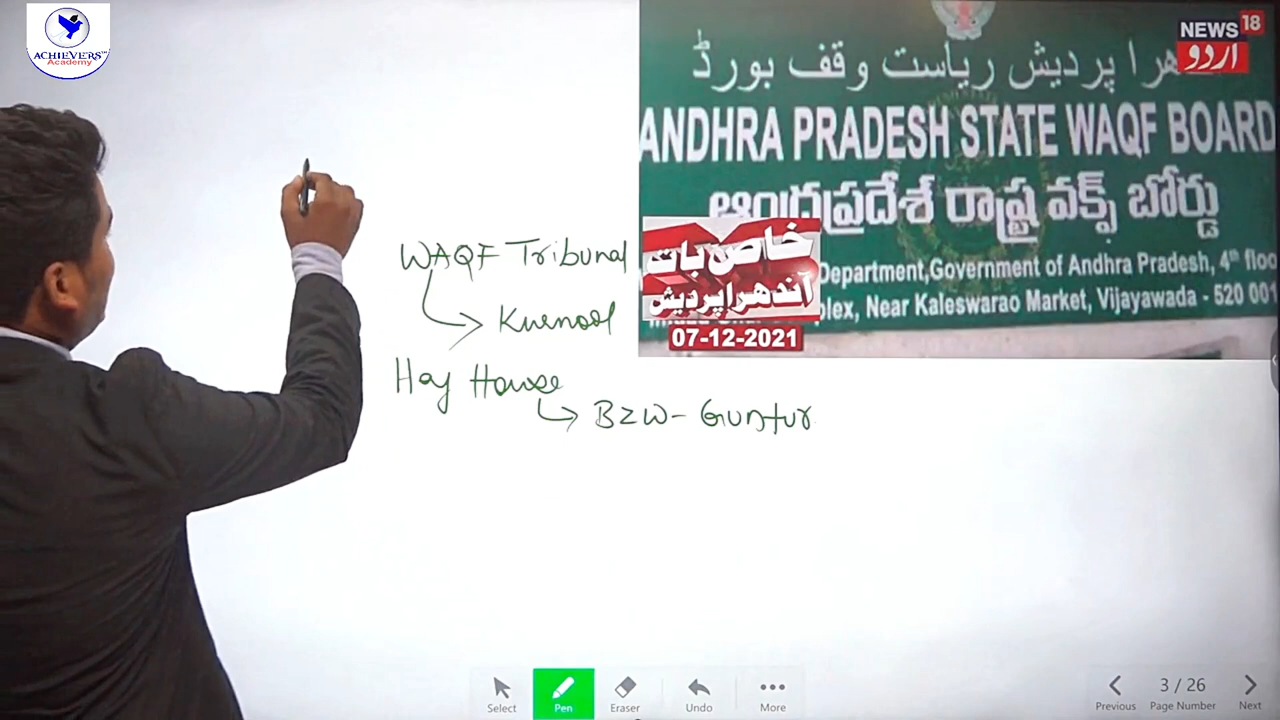 ACHIEVERS
Academy
NEWS 18
اردو
ھرا پردیش ریاست وقف بورڈ
ANDHRA PRADESH STATE WAQF BOARD
ఆంధ్రప్రదేశ్ రాష్ట్ర వక్ఫ్ బోర్డు
Department,Government of Andhra Pradesh, 4th floo
plex, Near Kaleswarao Market, Vijayawada - 520 001
خاص بات
آندھرا پردیش
07-12-2021
WAQF Tribunal
Kurnool
Haj House
BZW - Guntur
Select
Pen
Eraser
Undo
More
Previous
3 / 26
Page Number
Next